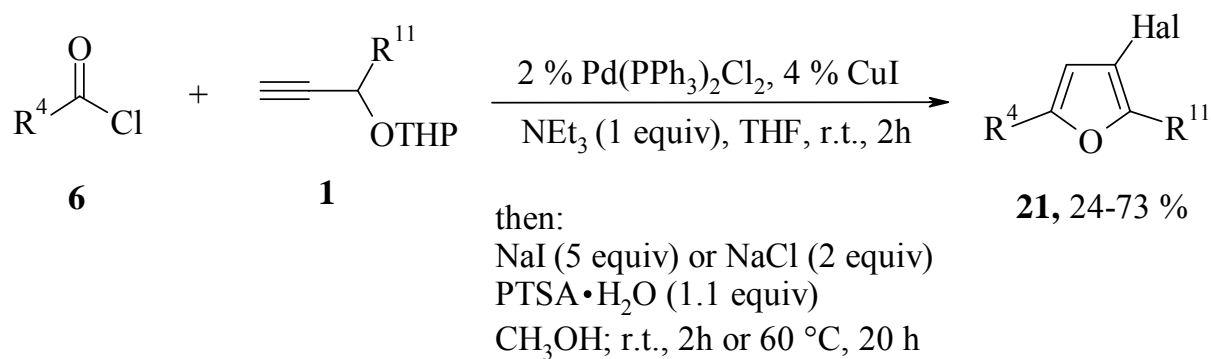 O
R⁴ Cl
6
+
R¹¹
OTHP
1
2 % Pd(PPh₃)₂Cl₂, 4 % CuI
NEt₃ (1 equiv), THF, r.t., 2h
then:
NaI (5 equiv) or NaCl (2 equiv)
PTSA•H₂O (1.1 equiv)
CH₃OH; r.t., 2h or 60 °C, 20 h
Hal
R⁴ O R¹¹
21, 24-73 %